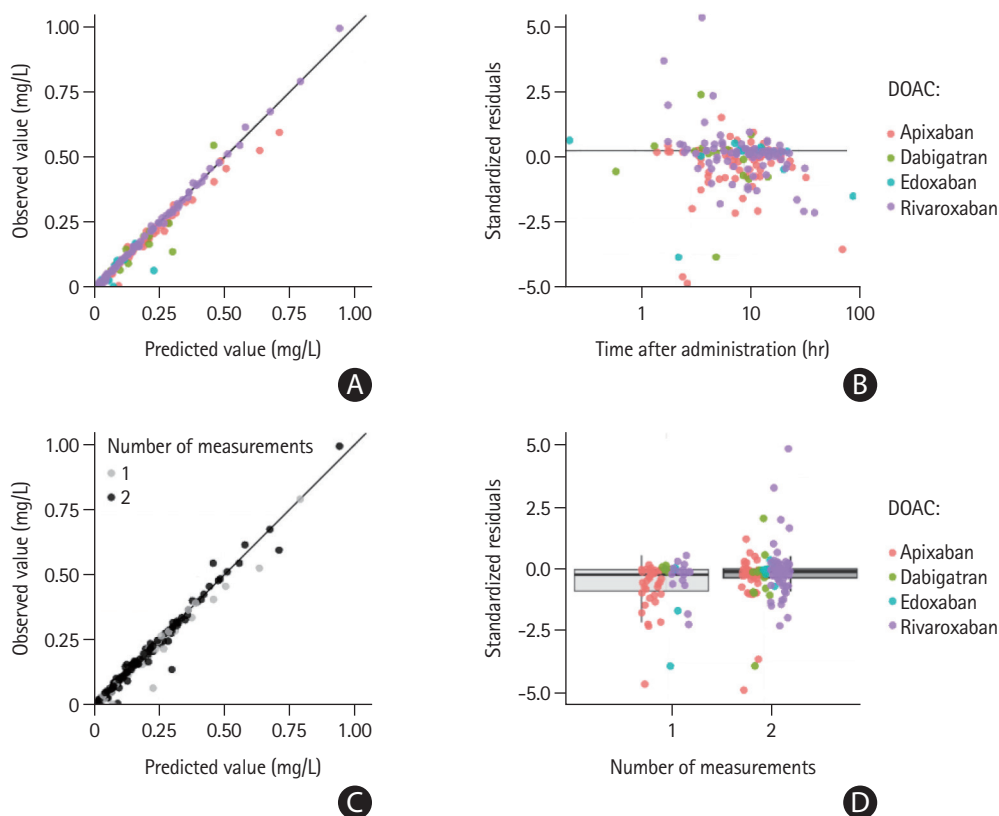 1.00
0.75
0.50
0.25
0
Observed value (mg/L)
0 0.25 0.50 0.75 1.00
Predicted value (mg/L)
A
5.0
2.5
0.0
-2.5
-5.0
Standardized residuals
1 10 100
Time after administration (hr)
DOAC:
Apixaban
Dabigatran
Edoxaban
Rivaroxaban
B
1.00
0.75
0.50
0.25
0
Observed value (mg/L)
Number of measurements
1
2
0 0.25 0.50 0.75 1.00
Predicted value (mg/L)
C
5.0
2.5
0.0
-2.5
-5.0
Standardized residuals
1 2
Number of measurements
DOAC:
Apixaban
Dabigatran
Edoxaban
Rivaroxaban
D